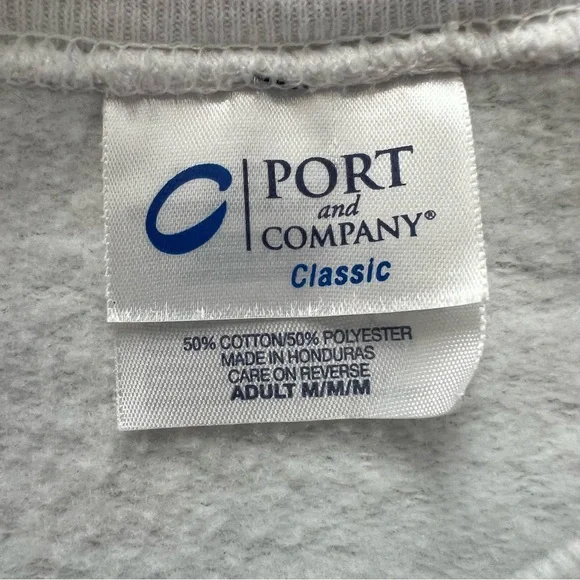 PORT
and
COMPANY®
Classic
50% COTTON/50% POLYESTER
MADE IN HONDURAS
CARE ON REVERSE
ADULT M/M/M